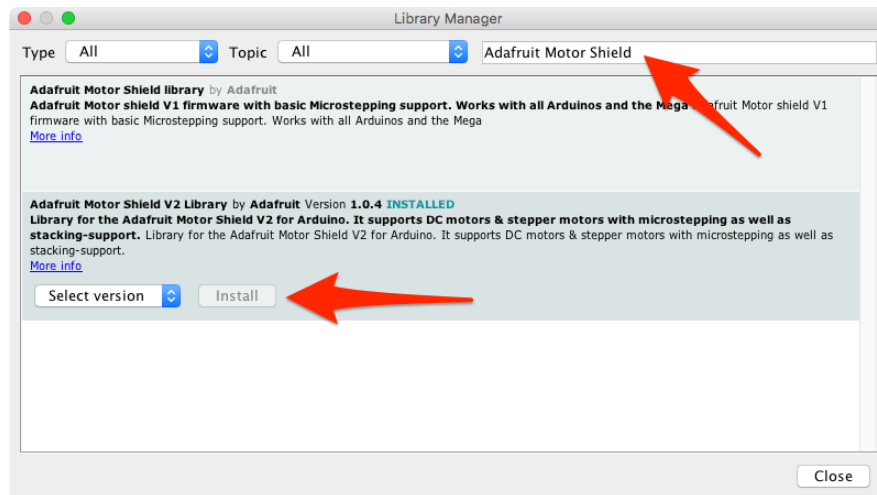 Library Manager
Type All Topic All Adafruit Motor Shield
Adafruit Motor Shield library by Adafruit
Adafruit Motor shield V1 firmware with basic Microstepping support. Works with all Arduinos and the Mega fruit Motor shield V1
firmware with basic Microstepping support. Works with all Arduinos and the Mega
More info
Adafruit Motor Shield V2 Library by Adafruit Version 1.0.4 INSTALLED
Library for the Adafruit Motor Shield V2 for Arduino. It supports DC motors & stepper motors with microstepping as well as
stacking-support. Library for the Adafruit Motor Shield V2 for Arduino. It supports DC motors & stepper motors with microstepping as well as
stacking-support.
More info
Select version Install
Close